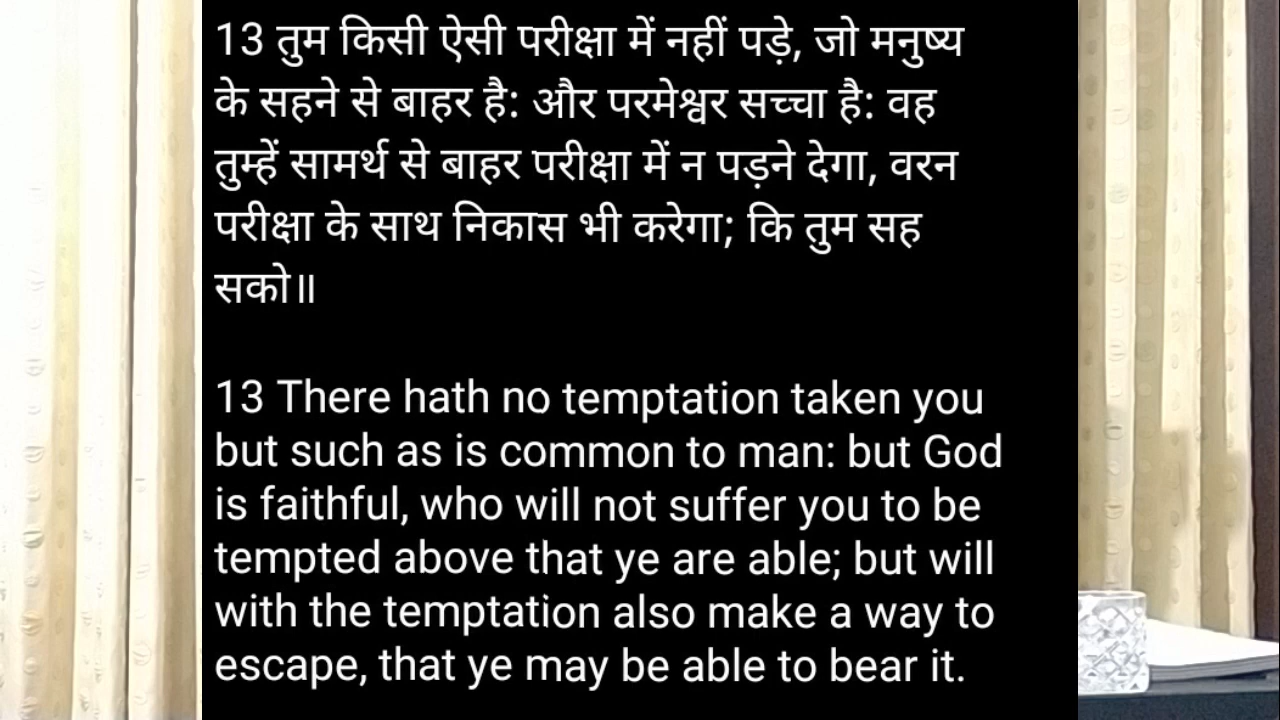 13 तुम किसी ऐसी परीक्षा में नहीं पड़े, जो मनुष्य
के सहने से बाहर है: और परमेश्वर सच्चा है: वह
तुम्हें सामर्थ से बाहर परीक्षा में न पड़ने देगा, वरन
परीक्षा के साथ निकास भी करेगा; कि तुम सह
सको॥
13 There hath no temptation taken you
but such as is common to man: but God
is faithful, who will not suffer you to be
tempted above that ye are able; but will
with the temptation also make a way to
escape, that ye may be able to bear it.